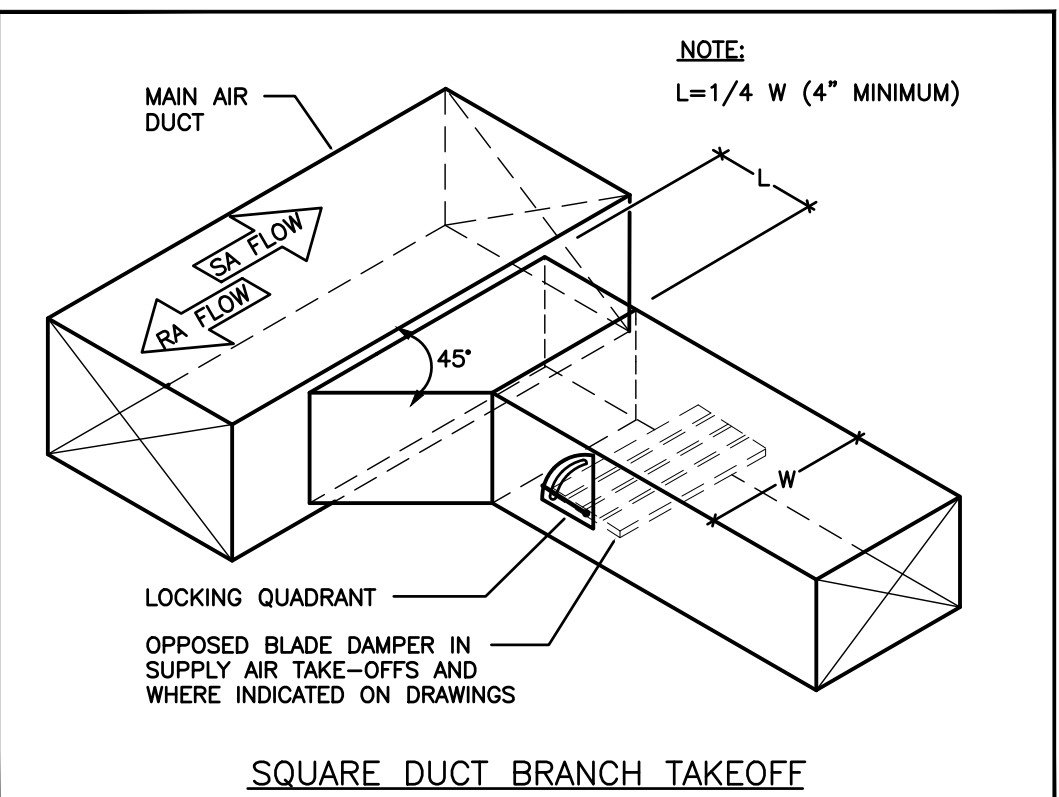 NOTE:
L=1/4 W (4" MINIMUM)
MAIN AIR
DUCT
L
SA FLOW
RA FLOW
45°
W
LOCKING QUADRANT
OPPOSED BLADE DAMPER IN
SUPPLY AIR TAKE-OFFS AND
WHERE INDICATED ON DRAWINGS
SQUARE DUCT BRANCH TAKEOFF